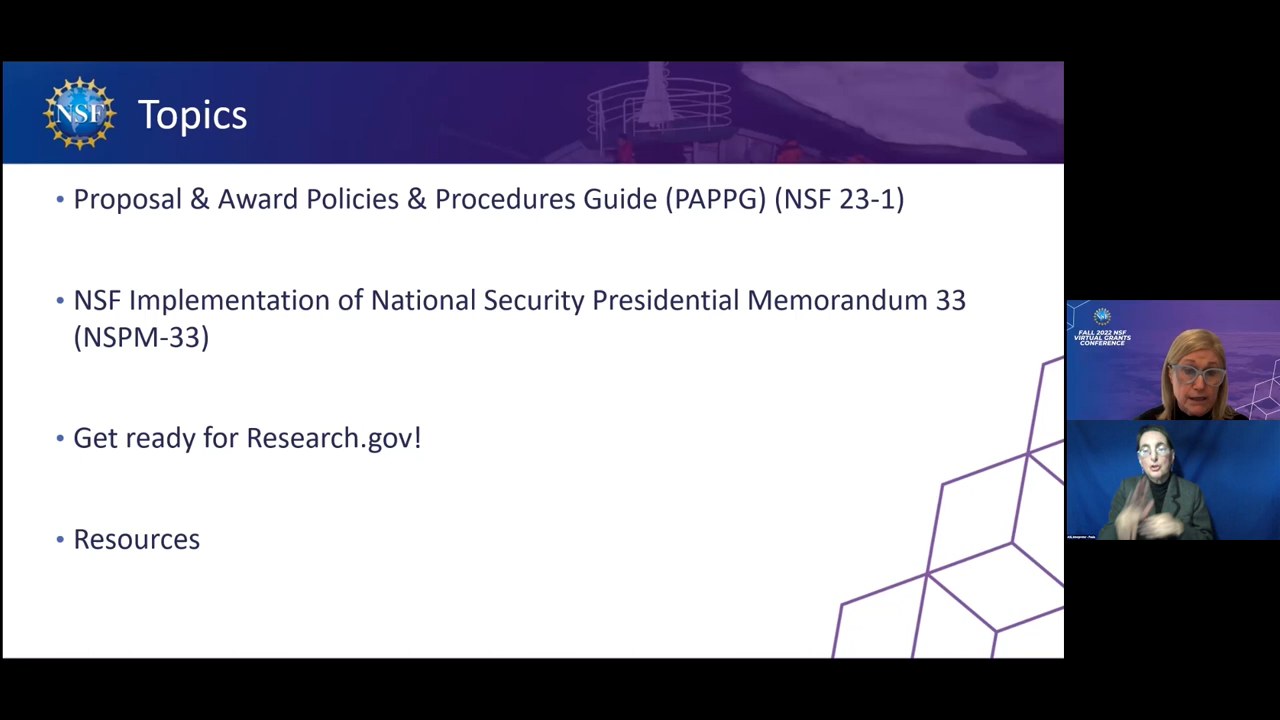 NSF
Topics
• Proposal & Award Policies & Procedures Guide (PAPPG) (NSF 23-1)
• NSF Implementation of National Security Presidential Memorandum 33
(NSPM-33)
• Get ready for Research.gov!
• Resources
NSF
FALL 2022 NSF
VIRTUAL GRANTS
CONFERENCE